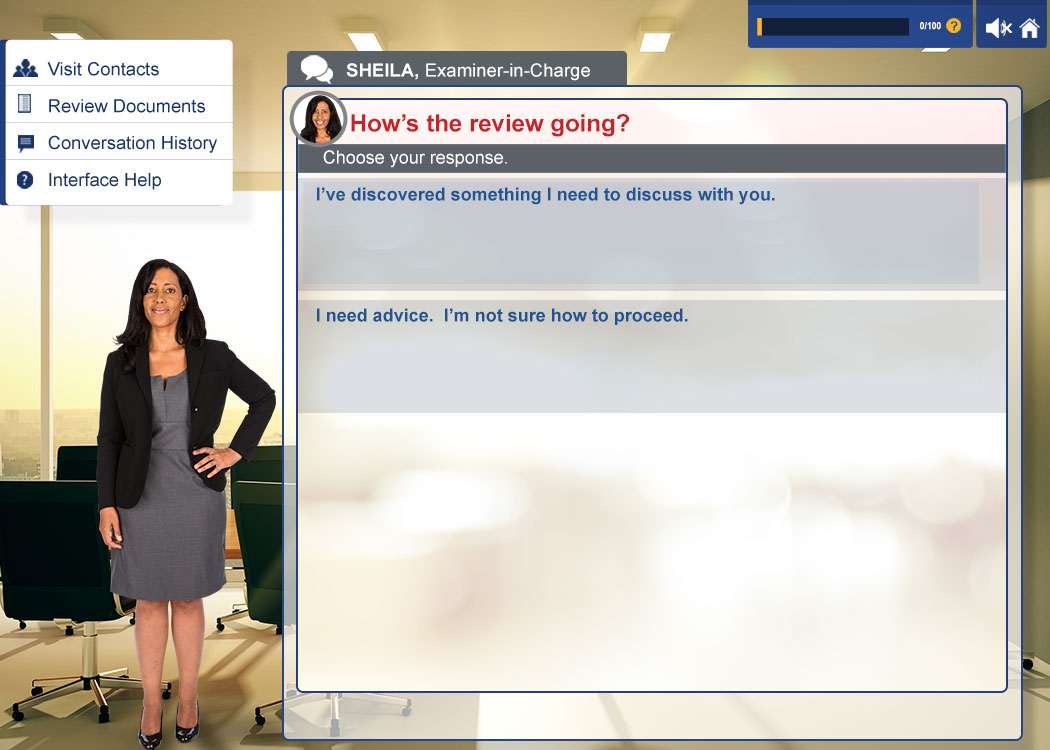 0/100 ?
Visit Contacts
Review Documents
Conversation History
? Interface Help
SHEILA, Examiner-in-Charge
How’s the review going?
Choose your response.
I’ve discovered something I need to discuss with you.
I need advice.  I’m not sure how to proceed.